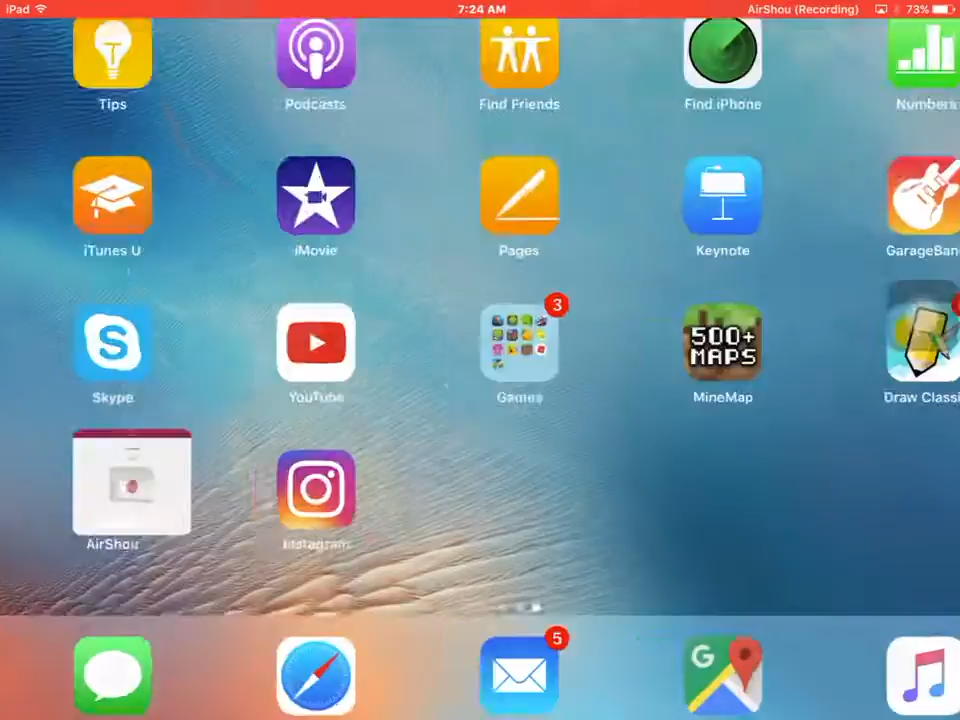 iPad 7:24 AM AirShou (Recording) 73%
Tips Podcasts Find Friends Find iPhone Numbers
iTunes U iMovie Pages Keynote GarageBan
3
500+
MAPS
Skype YouTube Games MineMap Draw Classi
AirShou Instagram
5
G